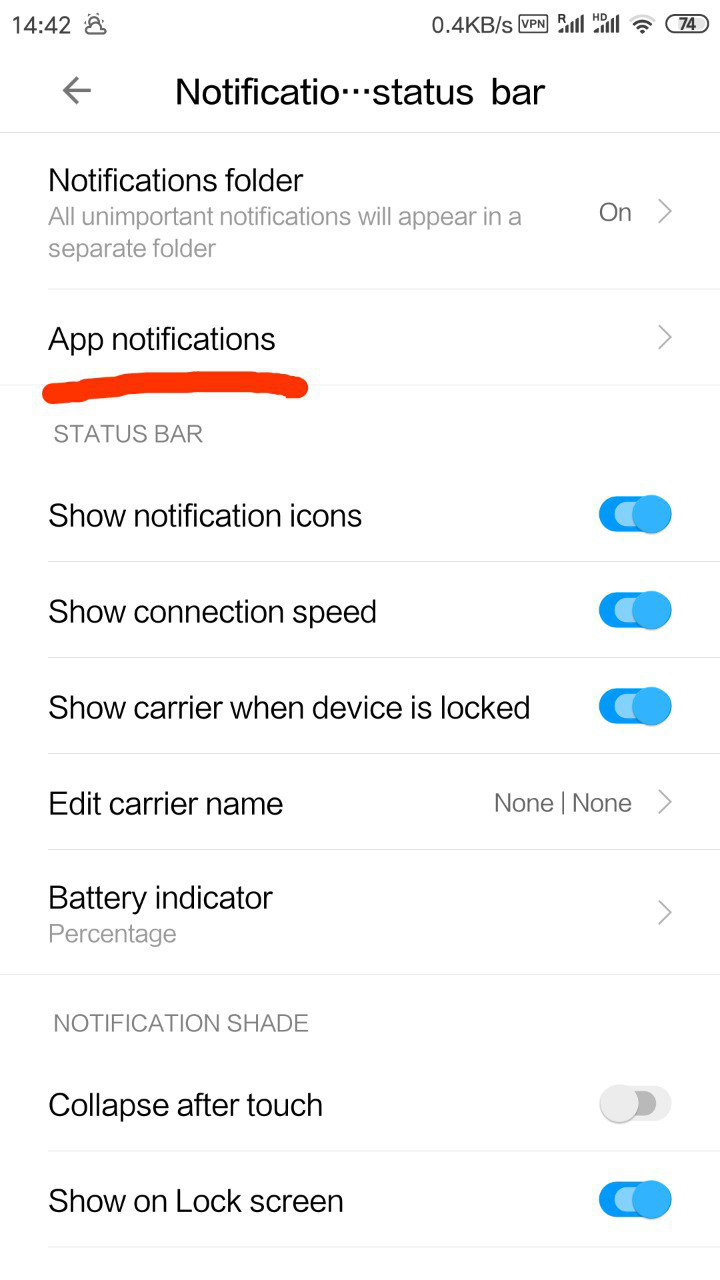 14:42 0.4KB/s VPN R HD 74
Notificatio···status bar
Notifications folder
All unimportant notifications will appear in a
separate folder
On
App notifications
STATUS BAR
Show notification icons
Show connection speed
Show carrier when device is locked
Edit carrier name None | None
Battery indicator
Percentage
NOTIFICATION SHADE
Collapse after touch
Show on Lock screen